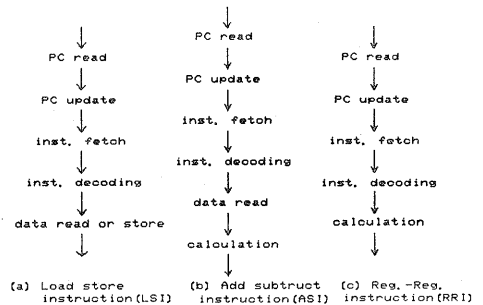 PC read
PC update
inst. fetch
inst. decoding
data read or store
(a) Load store
instruction(LSI)
PC read
PC update
inst. fetch
inst. decoding
data read
calculation
(b) Add subtruct
instruction(ASI)
PC read
PC update
inst. fetch
inst. decoding
calculation
(c) Reg.-Reg.
instruction(RRI)